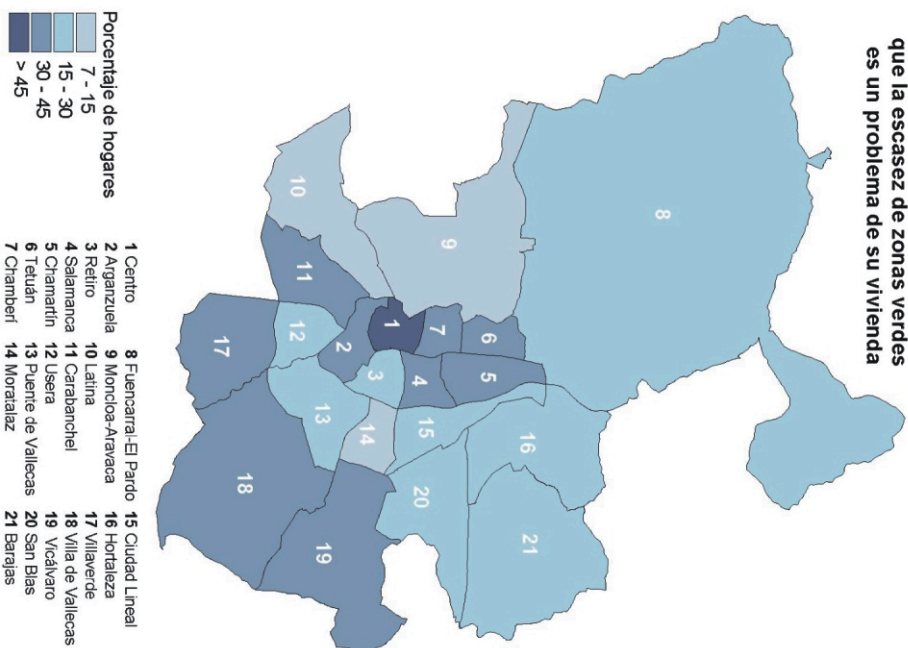 que la escasez de zonas verdes
es un problema de su vivienda
8
10
9
11
1
7
6
17
12
2
3
4
5
13
14
15
16
18
19
20
21
Porcentaje de hogares
7 - 15
15 - 30
30 - 45
> 45
1 Centro
2 Arganzuela
3 Retiro
4 Salamanca
5 Chamartín
6 Tetuán
7 Chamberí
8 Fuencarral-El Pardo
9 Moncloa-Aravaca
10 Latina
11 Carabanchel
12 Usera
13 Puente de Vallecas
14 Moratalaz
15 Ciudad Lineal
16 Hortaleza
17 Villaverde
18 Villa de Vallecas
19 Vicálvaro
20 San Blas
21 Barajas